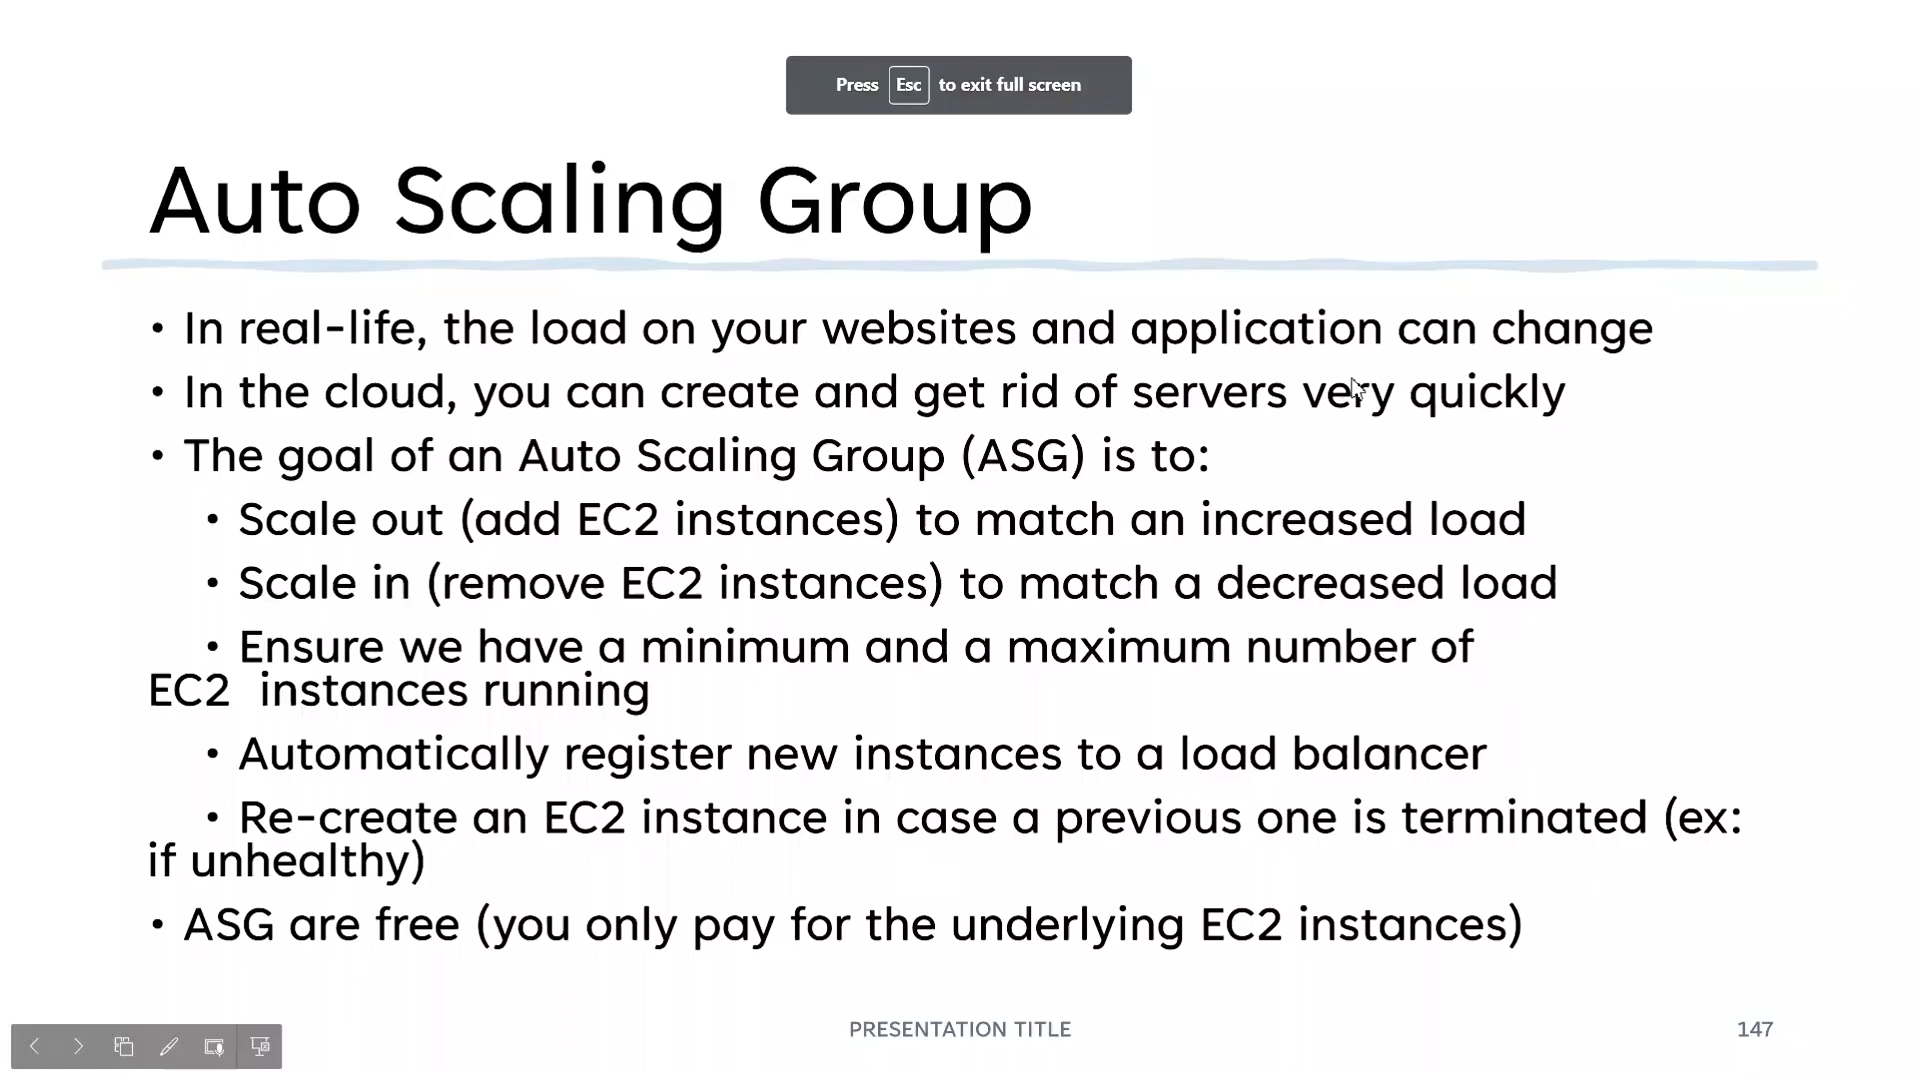 Press Esc to exit full screen
Auto Scaling Group
• In real-life, the load on your websites and application can change
• In the cloud, you can create and get rid of servers very quickly
• The goal of an Auto Scaling Group (ASG) is to:
• Scale out (add EC2 instances) to match an increased load
• Scale in (remove EC2 instances) to match a decreased load
• Ensure we have a minimum and a maximum number of
EC2 instances running
• Automatically register new instances to a load balancer
• Re-create an EC2 instance in case a previous one is terminated (ex:
if unhealthy)
• ASG are free (you only pay for the underlying EC2 instances)
PRESENTATION TITLE
147